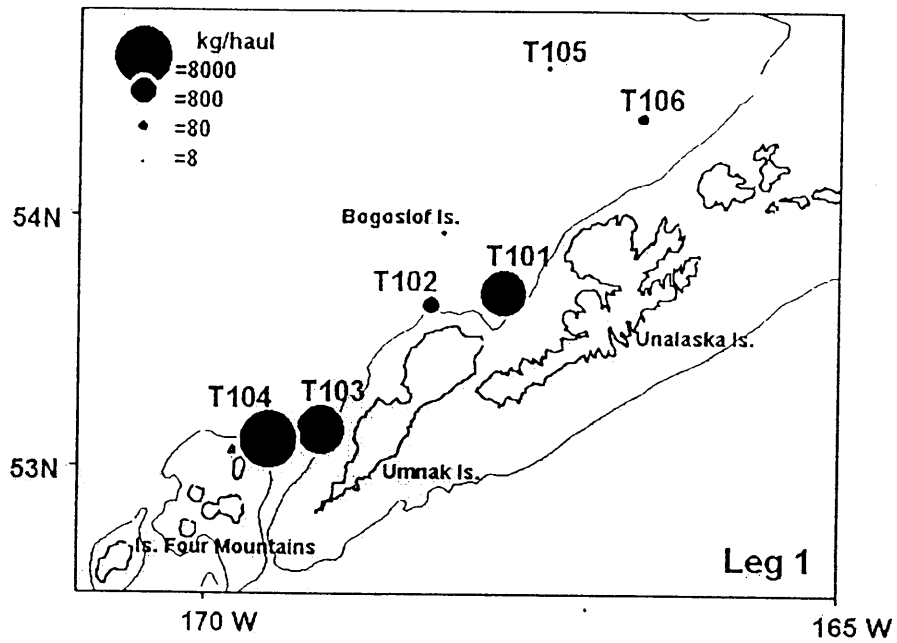 kg/haul
=8000
=800
=80
=8
T105
T106
54N
Bogoslof Is.
T101
T102
Unalaska Is.
T104
T103
53N
Umnak Is.
Is. Four Mountains
Leg 1
170 W
165 W